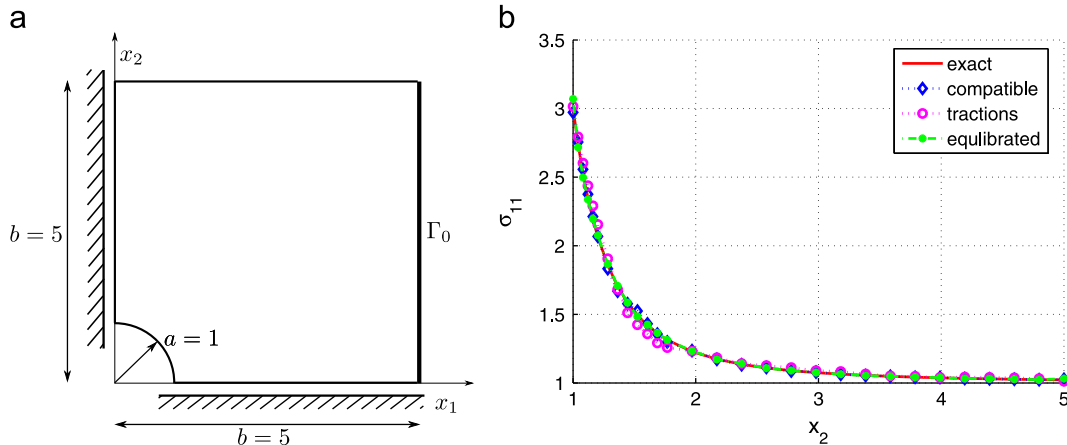 a
x₂
b = 5
a = 1
Γ₀
x₁
b = 5
b
3.5
3
2.5
2
1.5
1
σ₁₁
exact
compatible
tractions
equlibrated
1 2 3 4 5
x₂